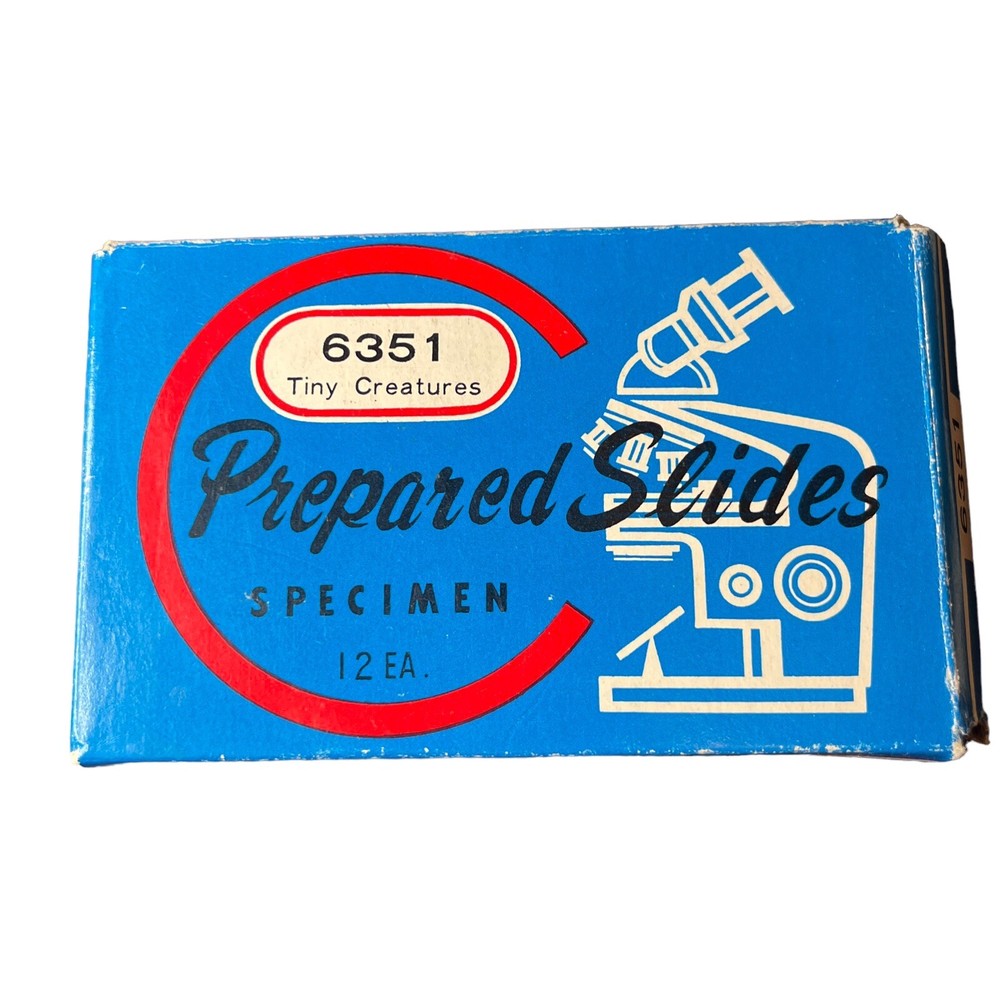 6351
Tiny Creatures
Prepared Slides
SPECIMEN
12 EA.
6351